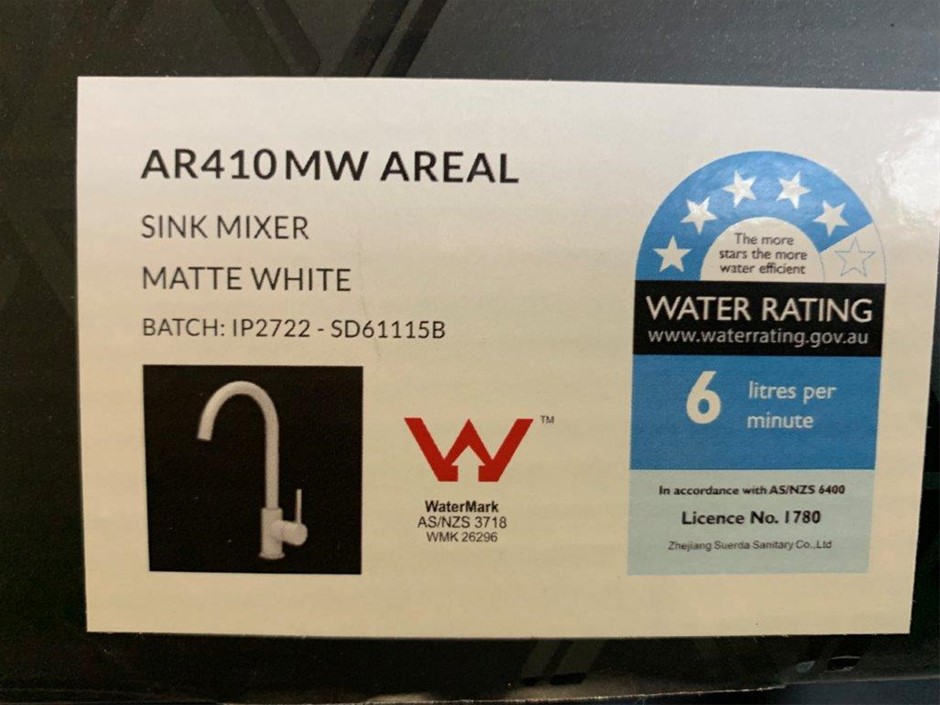 AR410MW AREAL
SINK MIXER
MATTE WHITE
BATCH: IP2722 - SD61115B
TM
WaterMark
AS/NZS 3718
WMK 26296
The more
stars the more
water efficient
WATER RATING
www.waterrating.gov.au
6 litres per
minute
In accordance with AS/NZS 6400
Licence No. 1780
Zhejiang Suerda Sanitary Co.,Ltd